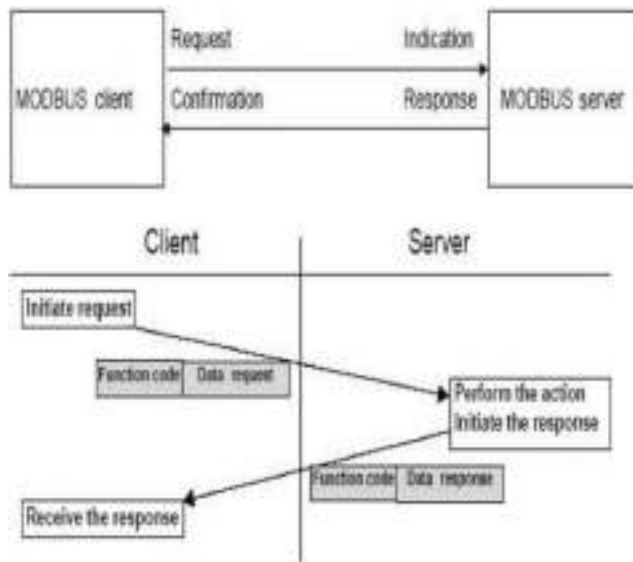 Request Indication
MODBUS client Confirmation Response MODBUS server
Client Server
Initiate request
Function code Data request
Perform the action
Initiate the response
Function code Data response
Receive the response